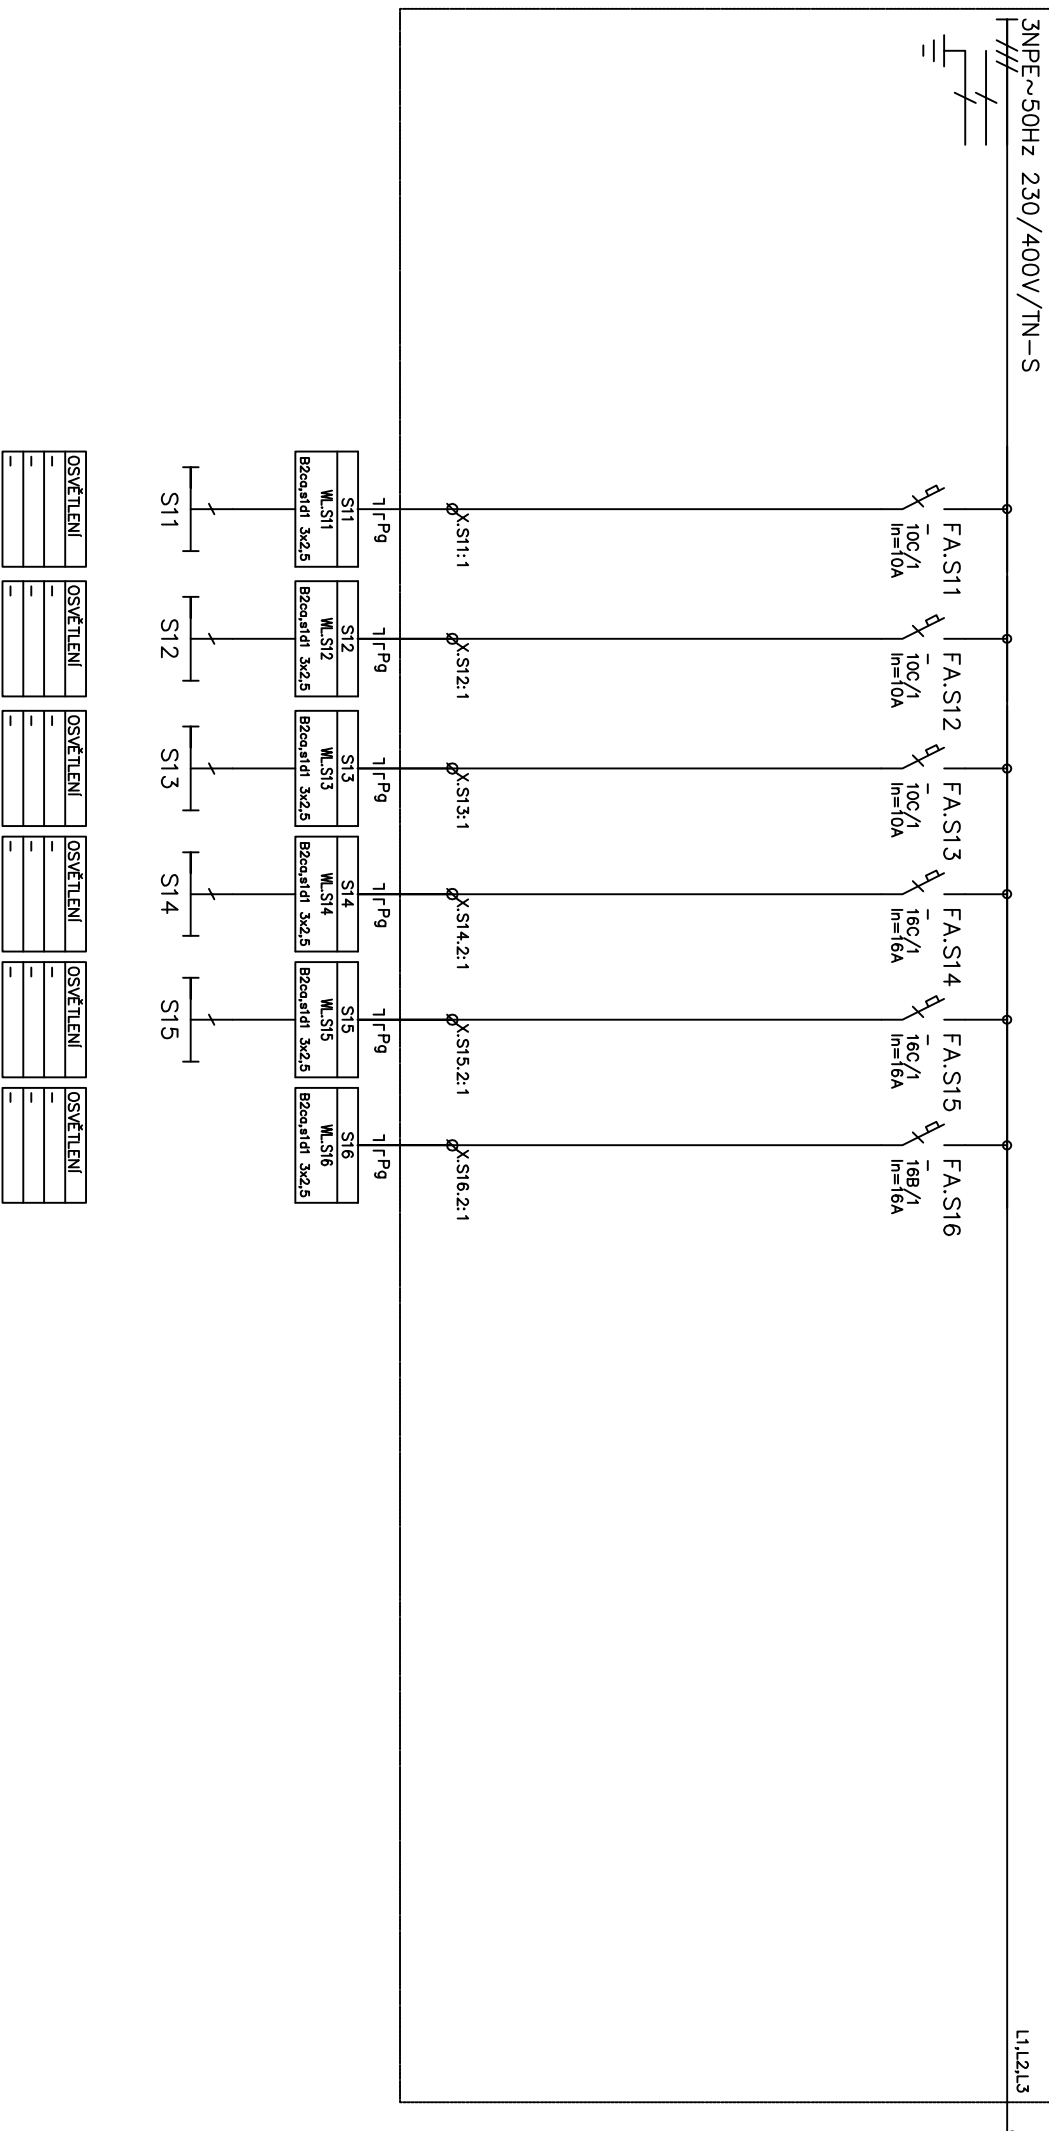 3NPE~50Hz 230/400V/TN-S
L1,L2,L3
FA.S11
10C/1
In=10A
FA.S12
10C/1
In=10A
FA.S13
10C/1
In=10A
FA.S14
16C/1
In=16A
FA.S15
16C/1
In=16A
FA.S16
16B/1
In=16A
X.S11:1
X.S12:1
X.S13:1
X.S14.2:1
X.S15.2:1
X.S16.2:1
Pg
Pg
Pg
Pg
Pg
Pg
S11
WL.S11
B2ca,s1d1 3x2,5
S12
WL.S12
B2ca,s1d1 3x2,5
S13
WL.S13
B2ca,s1d1 3x2,5
S14
WL.S14
B2ca,s1d1 3x2,5
S15
WL.S15
B2ca,s1d1 3x2,5
S16
WL.S16
B2ca,s1d1 3x2,5
S11
S12
S13
S14
S15
OSVĚTLENÍ
-
-
-
OSVĚTLENÍ
-
-
-
OSVĚTLENÍ
-
-
-
OSVĚTLENÍ
-
-
-
OSVĚTLENÍ
-
-
-
OSVĚTLENÍ
-
-
-